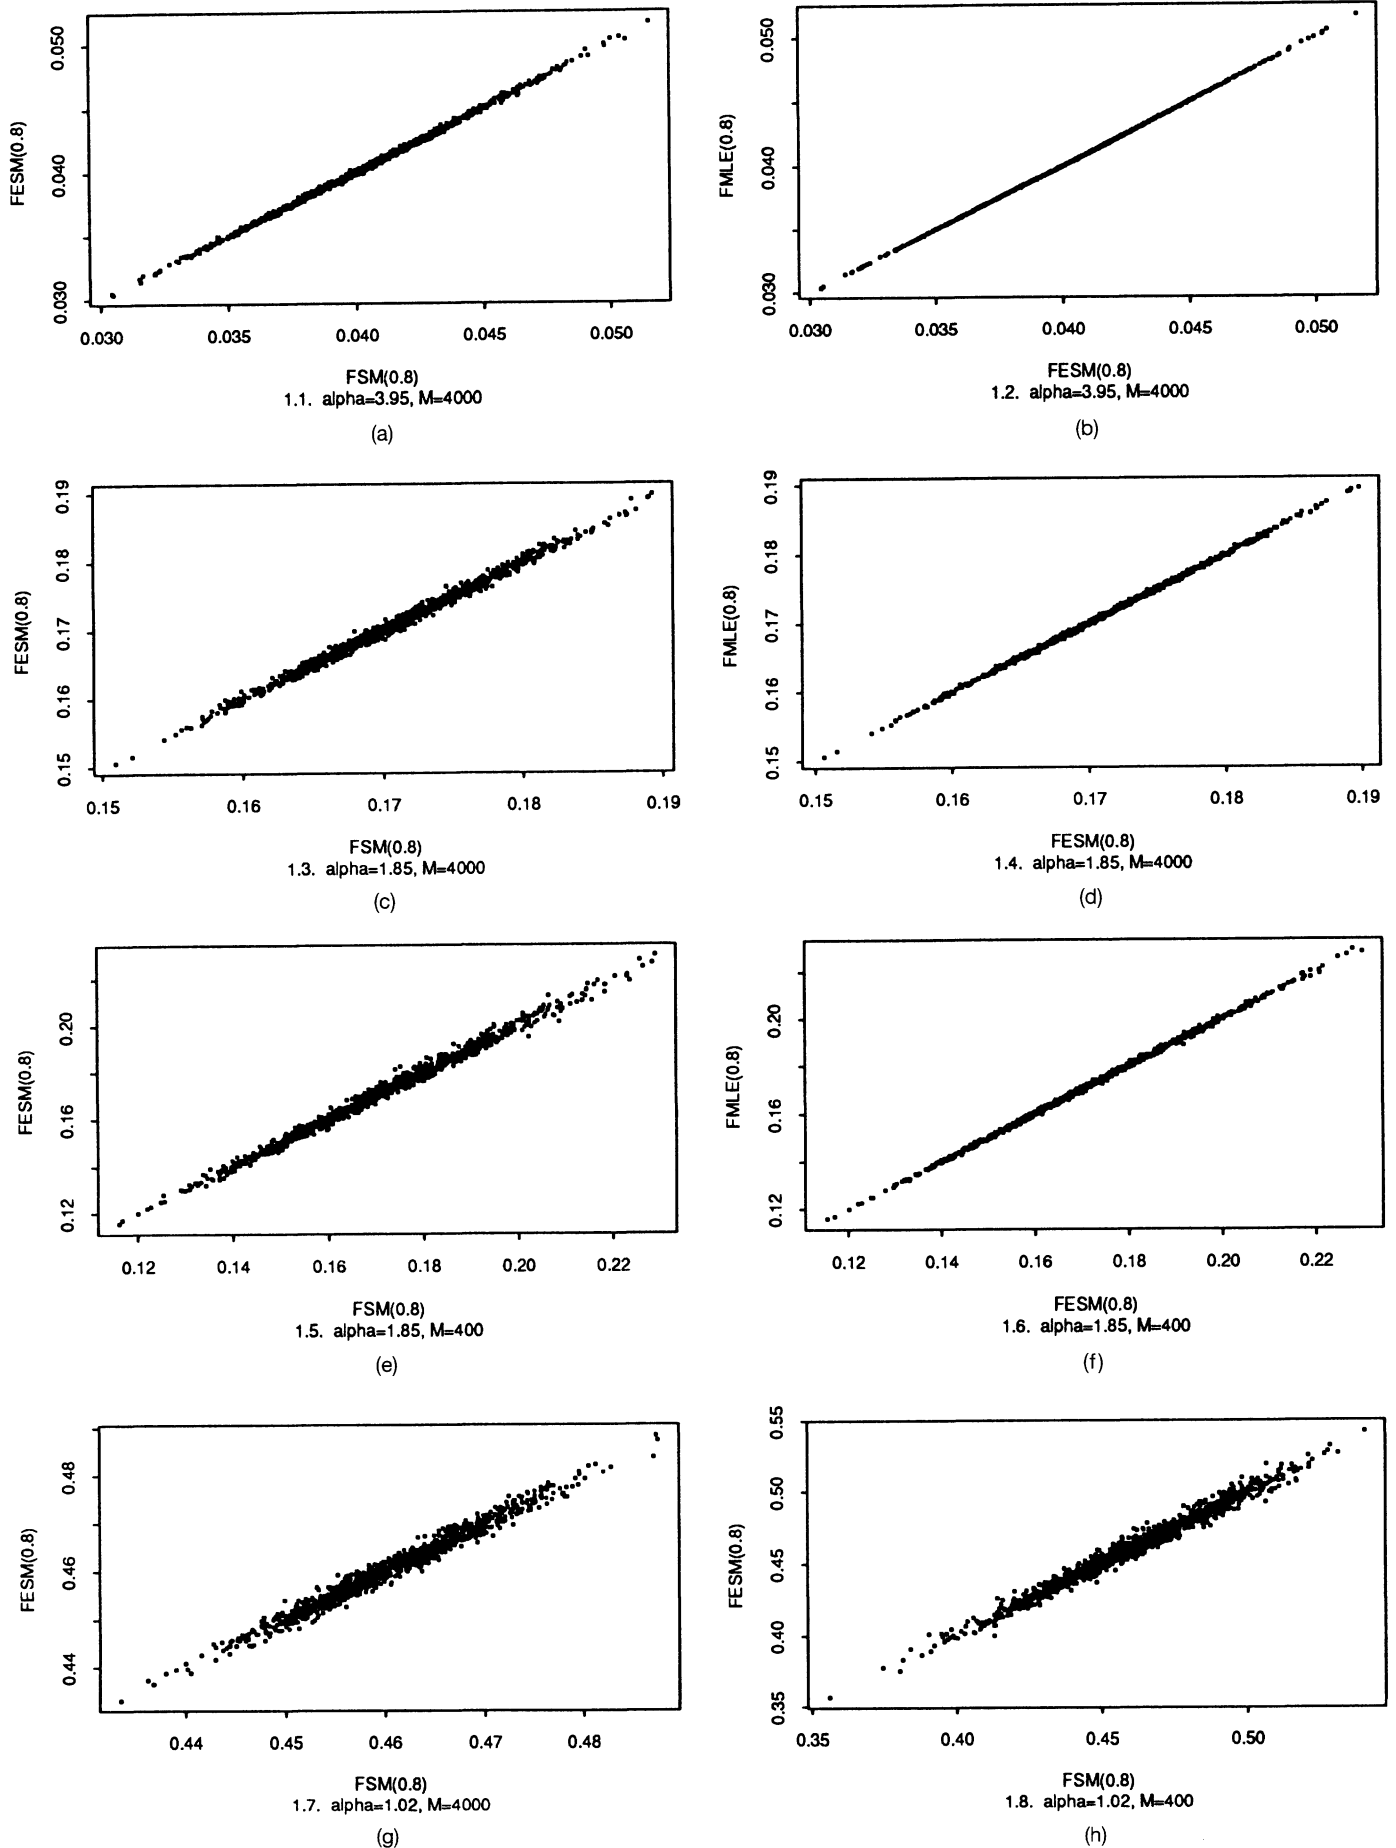 FESM(0.8)
0.030 0.040 0.050
0.030 0.035 0.040 0.045 0.050
FSM(0.8)
1.1. alpha=3.95, M=4000
(a)
FMLE(0.8)
0.030 0.040 0.050
0.030 0.035 0.040 0.045 0.050
FESM(0.8)
1.2. alpha=3.95, M=4000
(b)
FESM(0.8)
0.15 0.16 0.17 0.18 0.19
0.15 0.16 0.17 0.18 0.19
FSM(0.8)
1.3. alpha=1.85, M=4000
(c)
FMLE(0.8)
0.15 0.16 0.17 0.18 0.19
0.15 0.16 0.17 0.18 0.19
FESM(0.8)
1.4. alpha=1.85, M=4000
(d)
FESM(0.8)
0.12 0.16 0.20
0.12 0.14 0.16 0.18 0.20 0.22
FSM(0.8)
1.5. alpha=1.85, M=400
(e)
FMLE(0.8)
0.12 0.16 0.20
0.12 0.14 0.16 0.18 0.20 0.22
FESM(0.8)
1.6. alpha=1.85, M=400
(f)
FESM(0.8)
0.44 0.46 0.48
0.44 0.45 0.46 0.47 0.48
FSM(0.8)
1.7. alpha=1.02, M=4000
(g)
FESM(0.8)
0.35 0.40 0.45 0.50 0.55
0.35 0.40 0.45 0.50
FSM(0.8)
1.8. alpha=1.02, M=400
(h)